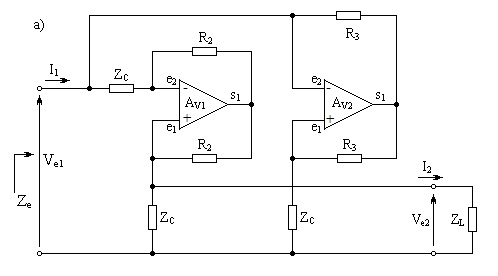 a)
R3
R2
I1
ZC
e2
-
AV1
+
e1
s1
e2
-
AV2
+
e1
s1
Ve1
Ze
R2
R3
I2
ZC
ZC
Ve2
ZL